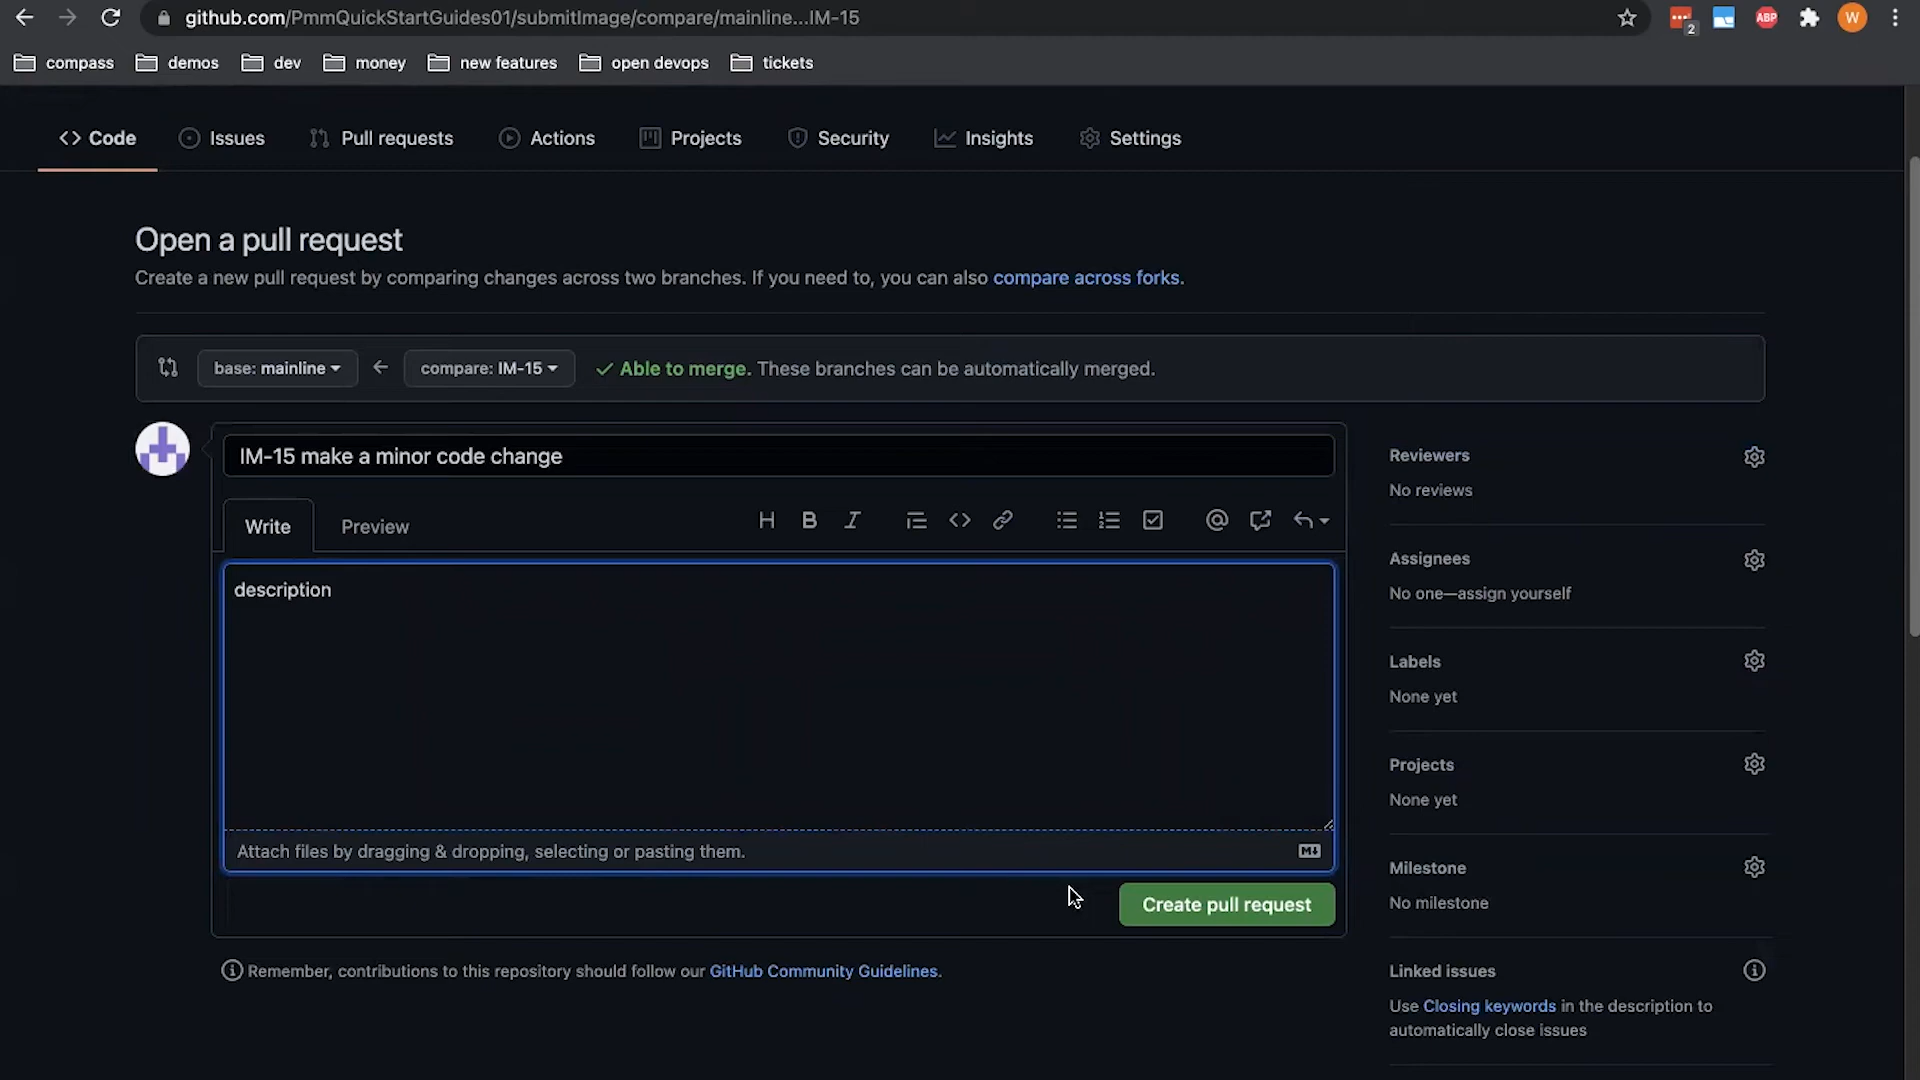 github.com/PmmQuickStartGuides01/submitImage/compare/mainline...IM-15
2
ABP
W
compass demos dev money new features open devops tickets
Code Issues Pull requests Actions Projects Security Insights Settings
Open a pull request
Create a new pull request by comparing changes across two branches. If you need to, you can also compare across forks.
base: mainline compare: IM-15 Able to merge. These branches can be automatically merged.
IM-15 make a minor code change
Write Preview H B I
description
Attach files by dragging & dropping, selecting or pasting them.
Create pull request
Remember, contributions to this repository should follow our GitHub Community Guidelines.
Reviewers
No reviews
Assignees
No one—assign yourself
Labels
None yet
Projects
None yet
Milestone
No milestone
Linked issues
Use Closing keywords in the description to
automatically close issues